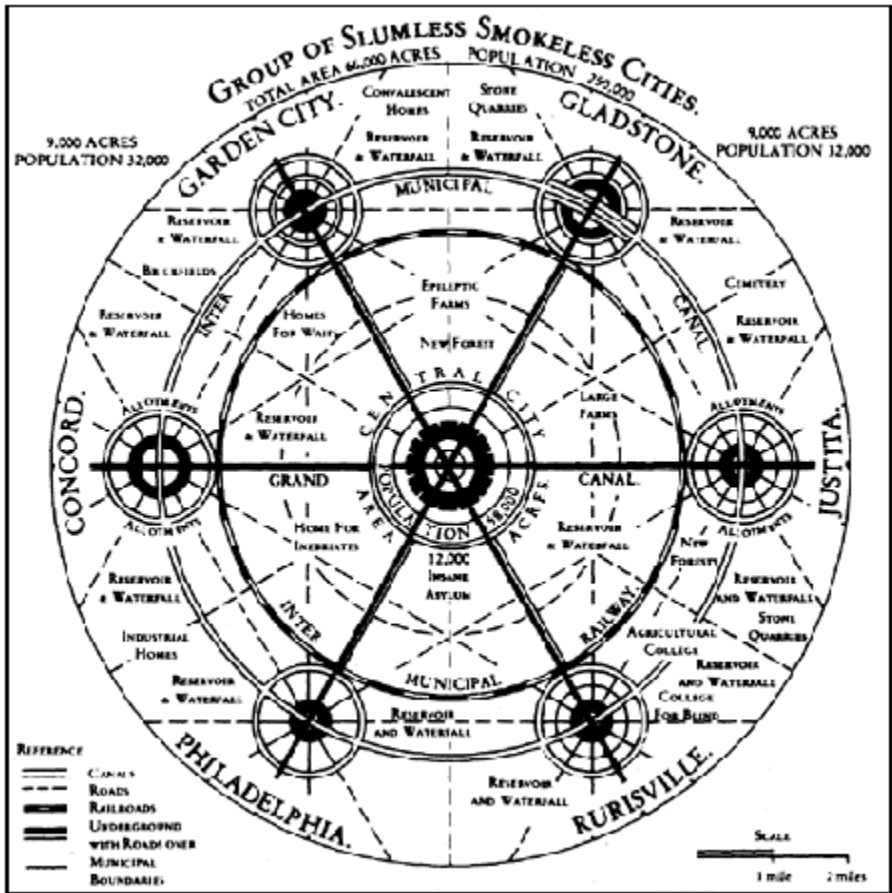 GROUP OF SLUMLESS SMOKELESS CITIES.
TOTAL AREA 66,000 ACRES POPULATION 250,000
GARDEN CITY.
GLADSTONE.
9,000 ACRES
POPULATION 32,000
9,000 ACRES
POPULATION 12,000
CONVALESCENT
HOMES
STONE
QUARRIES
RESERVOIR
& WATERFALL
RESERVOIR
& WATERFALL
INTER
MUNICIPAL
CANAL
RESERVOIR
& WATERFALL
RESERVOIR
& WATERFALL
BRICKFIELDS
CEMETERY
RESERVOIR
& WATERFALL
RESERVOIR
& WATERFALL
EPILEPTIC
FARMS
HOMES
FOR WAIFS
NEW FOREST
CENTRAL CITY
LARGE
FARMS
CONCORD.
JUSTITA.
ALLOTMENTS
ALLOTMENTS
RESERVOIR
& WATERFALL
GRAND
CANAL.
AREA
ACRES
POPULATION 58,000
12,000
ALLOTMENTS
ALLOTMENTS
HOME FOR
INEBRIATES
RESERVOIR
& WATERFALL
INSANE
ASYLUM
NEW
FOREST
RESERVOIR
& WATERFALL
RESERVOIR
AND WATERFALL
STONE
QUARRIES
INTER
MUNICIPAL
RAILWAY
INDUSTRIAL
HOMES
AGRICULTURAL
COLLEGE
RESERVOIR
& WATERFALL
RESERVOIR
AND WATERFALL
RESERVOIR
AND WATERFALL
COLLEGE
FOR BLIND
PHILADELPHIA.
RURISVILLE.
RESERVOIR
AND WATERFALL
REFERENCE
CANALS
ROADS
RAILROADS
UNDERGROUND
WITH ROADS OVER
MUNICIPAL
BOUNDARIES
SCALE
1 mile 2 miles